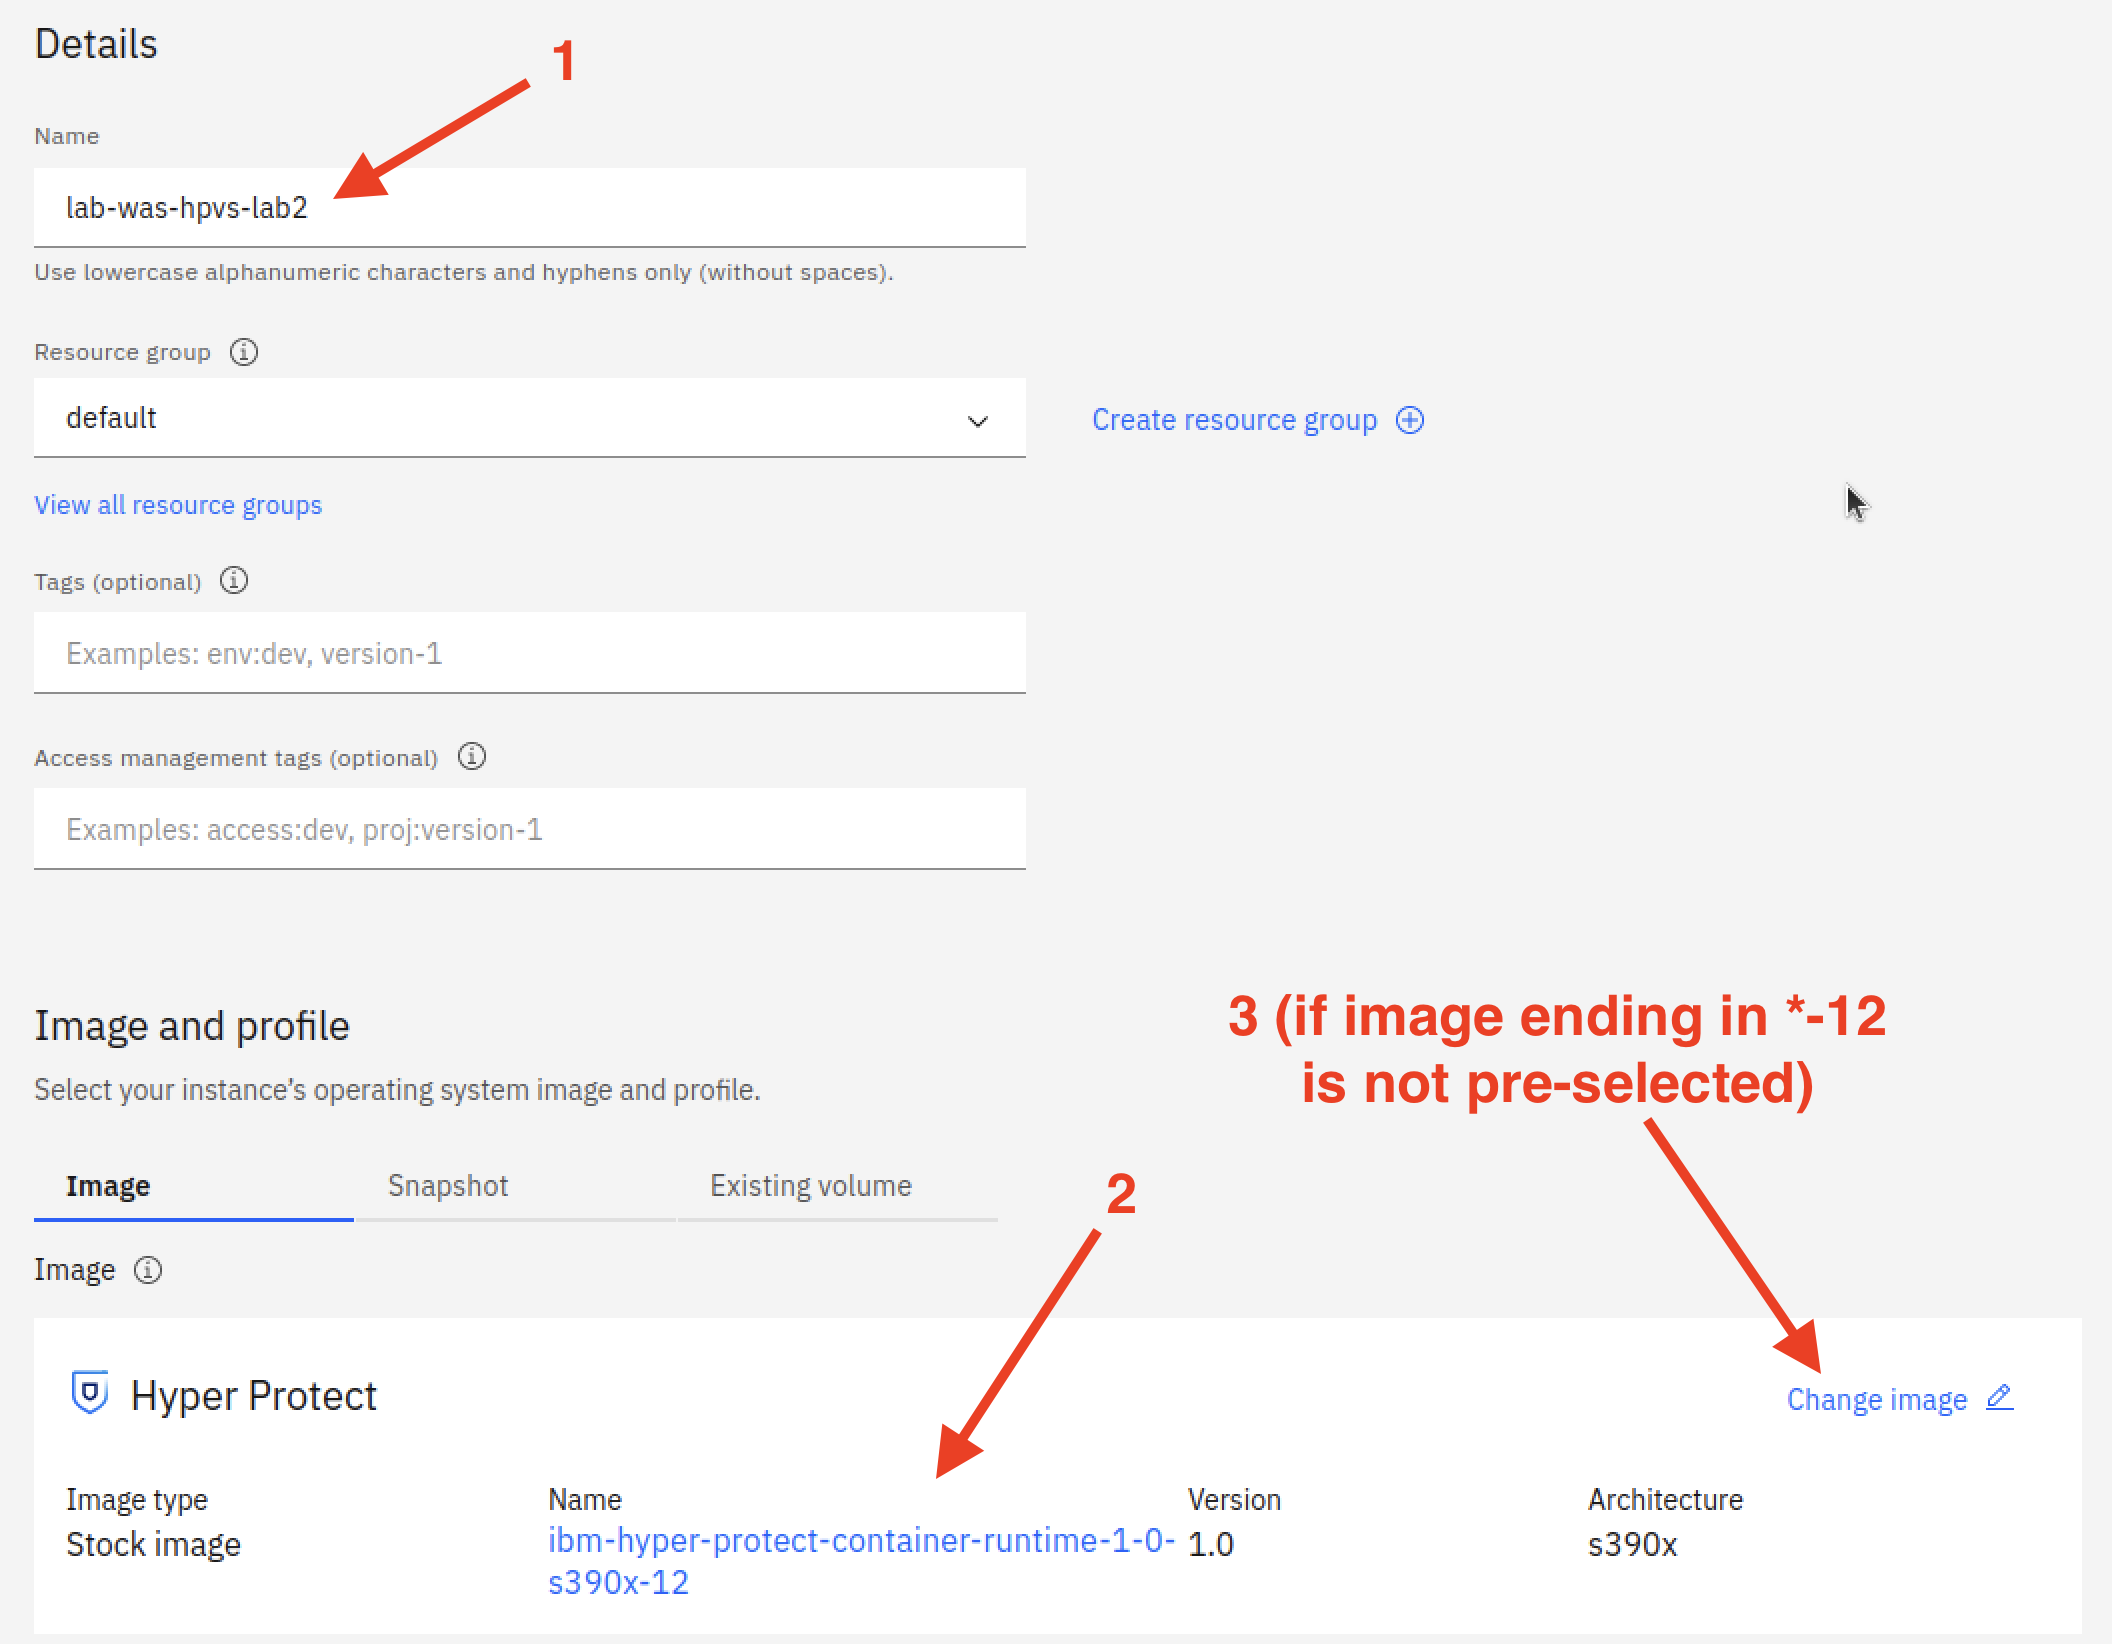 Details
1
Name
lab-was-hpvs-lab2
Use lowercase alphanumeric characters and hyphens only (without spaces).
Resource group
default
Create resource group
View all resource groups
Tags (optional)
Examples: env:dev, version-1
Access management tags (optional)
Examples: access:dev, proj:version-1
Image and profile
Select your instance's operating system image and profile.
3 (if image ending in *-12
is not pre-selected)
Image
Snapshot
Existing volume
2
Image
Hyper Protect
Change image
Image type
Stock image
Name
ibm-hyper-protect-container-runtime-1-0-
s390x-12
Version
1.0
Architecture
s390x